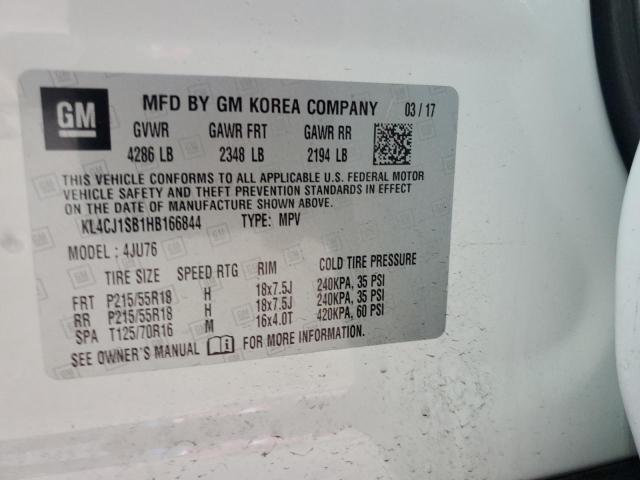 GM
MFD BY GM KOREA COMPANY 03/17
GVWR GAWR FRT GAWR RR
4286 LB 2348 LB 2194 LB
THIS VEHICLE CONFORMS TO ALL APPLICABLE U.S. FEDERAL MOTOR
VEHICLE SAFETY AND THEFT PREVENTION STANDARDS IN EFFECT
ON THE DATE OF MANUFACTURE SHOWN ABOVE.
KL4CJ1SB1HB166844 TYPE: MPV
MODEL: 4JU76
TIRE SIZE SPEED RTG RIM COLD TIRE PRESSURE
FRT P215/55R18 H 18x7.5J 240KPA, 35 PSI
RR P215/55R18 H 18x7.5J 240KPA, 35 PSI
SPA T125/70R16 M 16x4.0T 420KPA, 60 PSI
SEE OWNER'S MANUAL FOR MORE INFORMATION.